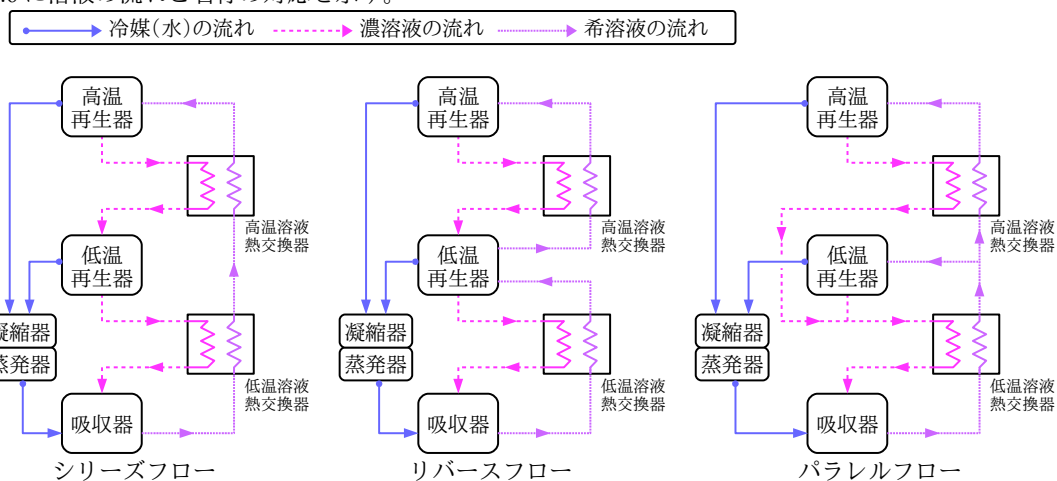 冷媒(水)の流れ 濃溶液の流れ 希溶液の流れ
高温
再生器
高温溶液
熱交換器
低温
再生器
凝縮器
蒸発器
低温溶液
熱交換器
吸収器
シリーズフロー
高温
再生器
高温溶液
熱交換器
低温
再生器
凝縮器
蒸発器
低温溶液
熱交換器
吸収器
リバースフロー
高温
再生器
高温溶液
熱交換器
低温
再生器
凝縮器
蒸発器
低温溶液
熱交換器
吸収器
パラレルフロー